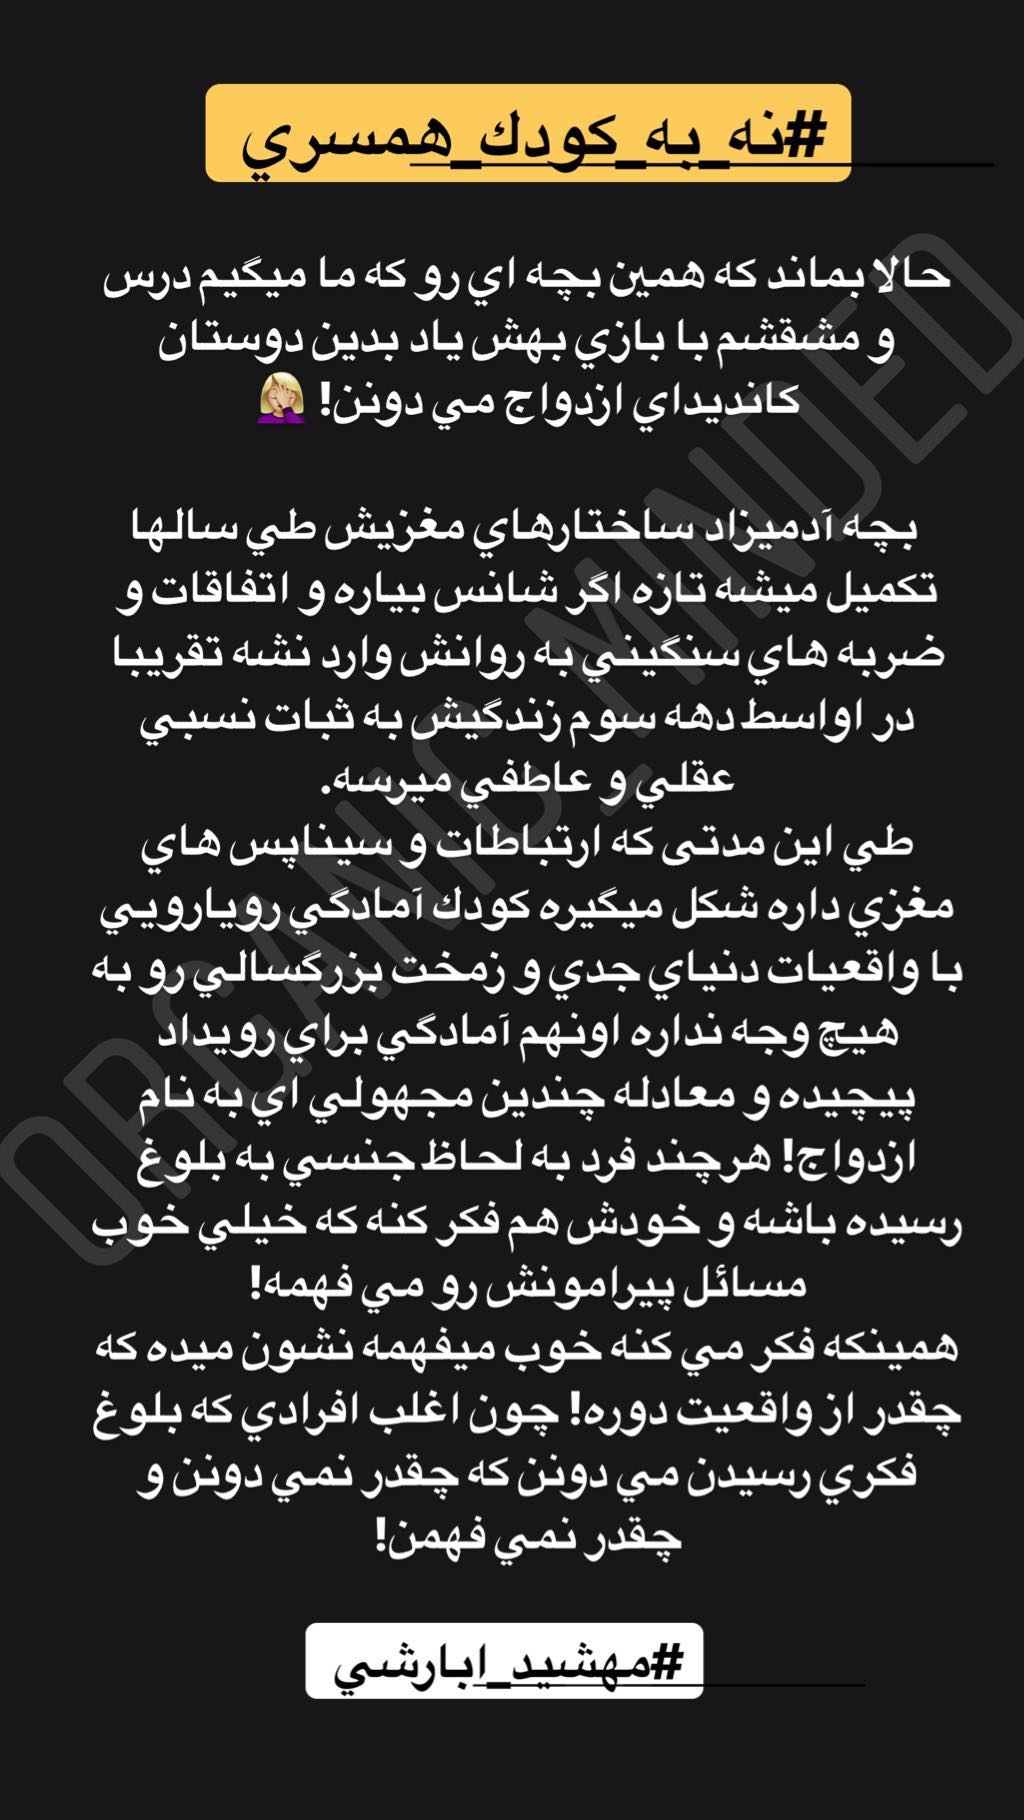 #نه_به_كودك_همسري
حالا بماند كه همين بچه اي رو كه ما ميگيم درس
و مشقشم با بازي بهش ياد بدين دوستان
كانديداي ازدواج مي دونن! 🤦🏼‍♀️
بچه آدميزاد ساختارهاي مغزيش طي سالها
تكميل ميشه تازه اگر شانس بياره و اتفاقات و
ضربه هاي سنگيني به روانش وارد نشه تقريبا
در اواسط دهه سوم زندگيش به ثبات نسبي
عقلي و عاطفي ميرسه.
طي اين مدتى كه ارتباطات و سيناپس هاي
مغزي داره شكل ميگيره كودك آمادگي رويارويي
با واقعيات دنياي جدي و زمخت بزرگسالي رو به
هيچ وجه نداره اونهم آمادگي براي رويداد
پيچيده و معادله چندين مجهولي اي به نام
ازدواج! هرچند فرد به لحاظ جنسي به بلوغ
رسيده باشه و خودش هم فكر كنه كه خيلي خوب
مسائل پيرامونش رو مي فهمه!
همينكه فكر مي كنه خوب ميفهمه نشون ميده كه
چقدر از واقعيت دوره! چون اغلب افرادي كه بلوغ
فكري رسيدن مي دونن كه چقدر نمي دونن و
چقدر نمي فهمن!
#مهشيد_ابارشي
ORGANIC_MINDED